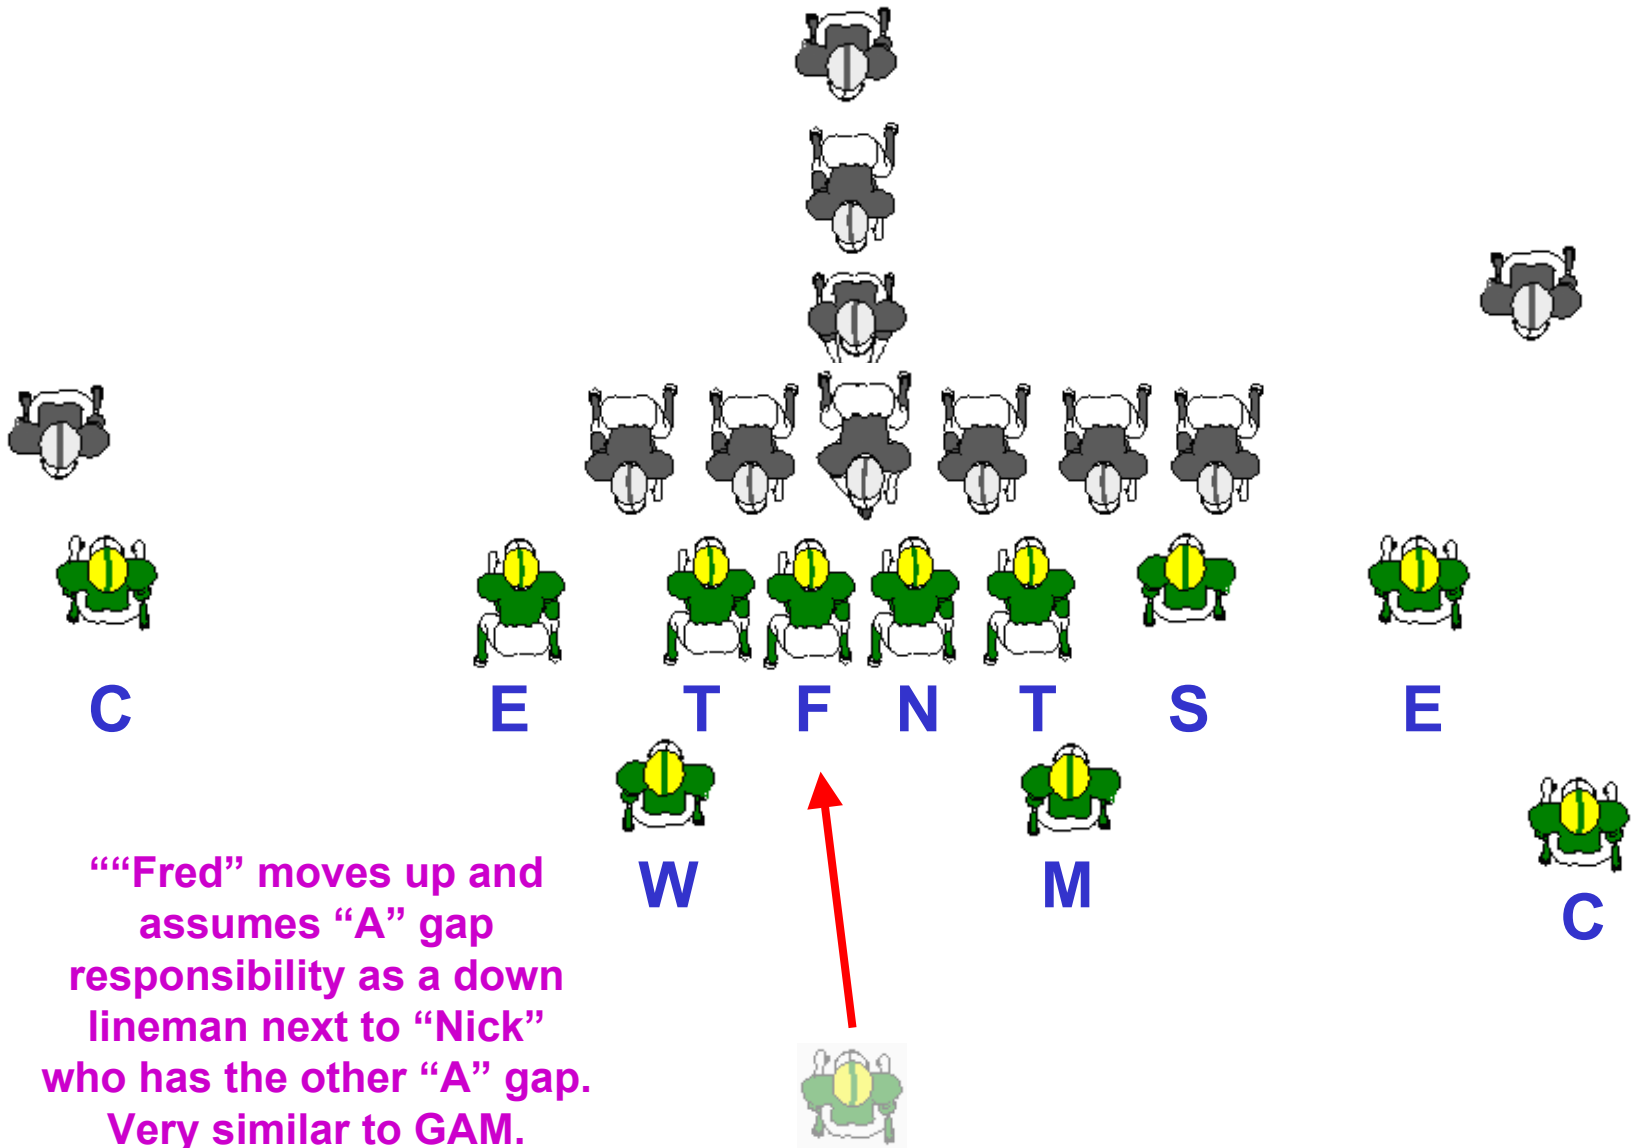 C E T F N T S E
W M
C
““Fred” moves up and
assumes “A” gap
responsibility as a down
lineman next to “Nick”
who has the other “A” gap.
Very similar to GAM.